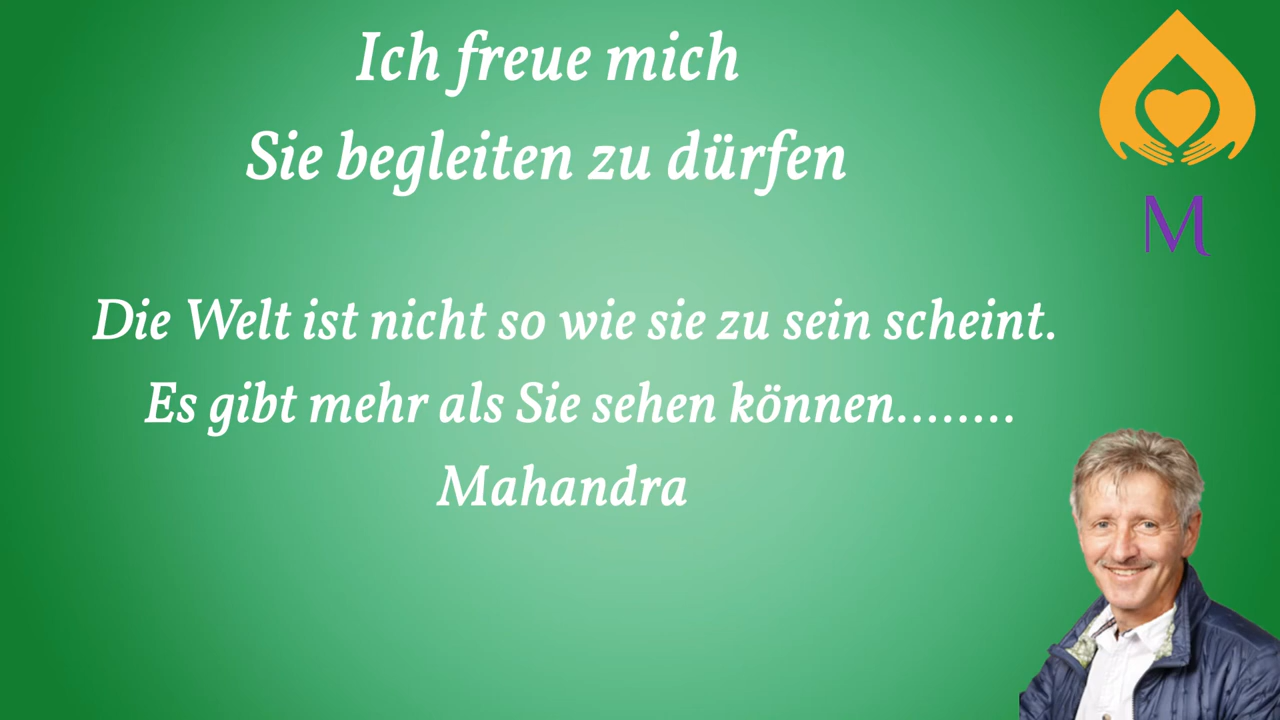 Ich freue mich
Sie begleiten zu dürfen
M
Die Welt ist nicht so wie sie zu sein scheint.
Es gibt mehr als Sie sehen können........
Mahandra